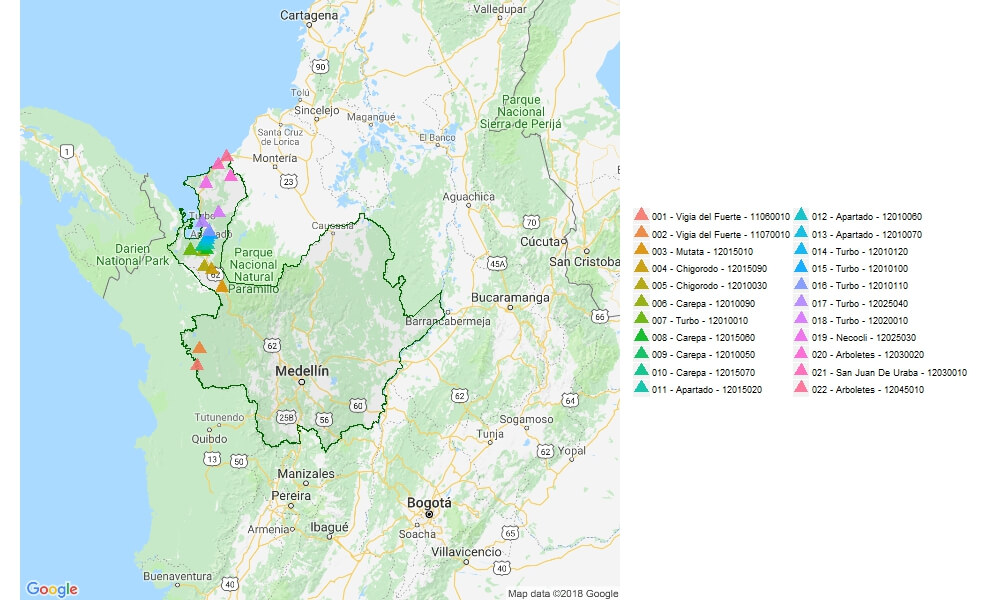 Cartagena
Valledupar
90
Tolú
Sincelejo
Magangué
Parque
Nacional
Sierra de Perijá
Santa Cruz
de Lorica
El Banco
1
Montería
23
Aguachica
Turbo
Caucasia
70
Cúcuta
Darien
National Park
Parque
Nacional
Natural
Paramillo
San Cristoba
45A
62
Bucaramanga
66
Barrancabermeja
62
Medellín
62
64
60
25B
56
Tutunendo
Quibdo
Sogamoso
Tunja
62
Yopal
13
50
Manizales
Pereira
Bogotá
Armenia
Ibagué
Soacha
65
Villavicencio
40
Buenaventura
40
Google
Map data ©2018 Google
001 - Vigia del Fuerte - 11060010
002 - Vigia del Fuerte - 11070010
003 - Mutata - 12015010
004 - Chigorodo - 12015090
005 - Chigorodo - 12010030
006 - Carepa - 12010090
007 - Turbo - 12010010
008 - Carepa - 12015060
009 - Carepa - 12010050
010 - Carepa - 12015070
011 - Apartado - 12015020
012 - Apartado - 12010060
013 - Apartado - 12010070
014 - Turbo - 12010120
015 - Turbo - 12010100
016 - Turbo - 12010110
017 - Turbo - 12025040
018 - Turbo - 12020010
019 - Necocli - 12025030
020 - Arboletes - 12030020
021 - San Juan De Uraba - 12030010
022 - Arboletes - 12045010